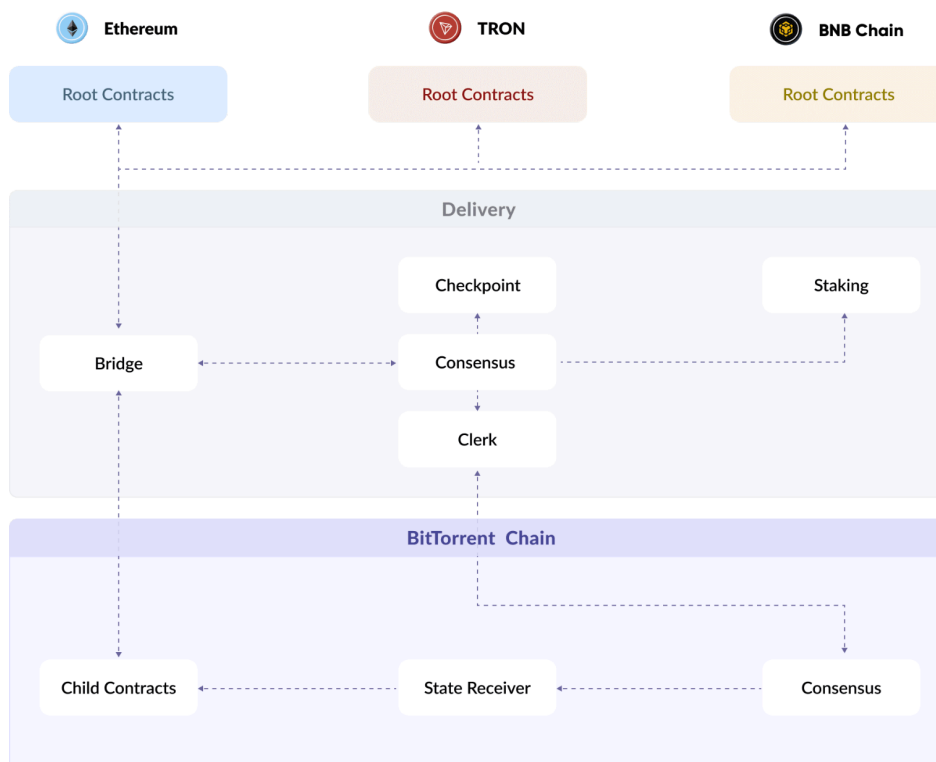 Ethereum
TRON
BNB Chain
Root Contracts
Root Contracts
Root Contracts
Delivery
Checkpoint
Staking
Bridge
Consensus
Clerk
BitTorrent Chain
Child Contracts
State Receiver
Consensus